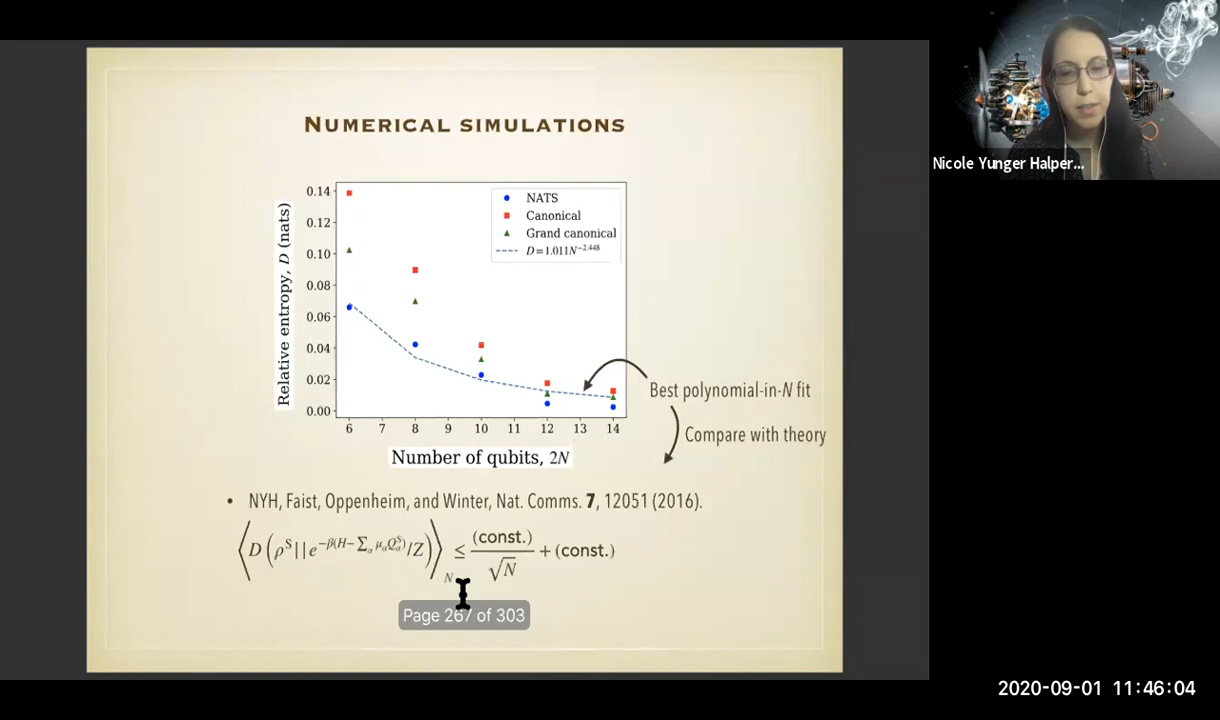 NUMERICAL SIMULATIONS
Relative entropy, D (nats)
0.14
0.12
0.10
0.08
0.06
0.04
0.02
0.00
NATS
Canonical
Grand canonical
D = 1.011N^{-2.448}
6 7 8 9 10 11 12 13 14
Number of qubits, 2N
Best polynomial-in-N fit
Compare with theory
• NYH, Faist, Oppenheim, and Winter, Nat. Comms. 7, 12051 (2016).
⟨D(ρ^S||e^{-β(H-∑_α μ_α Q_α^S)}/Z)⟩_N ≤ (const.)/√N + (const.)
Page 267 of 303
Nicole Yunger Halper...
2020-09-01 11:46:04